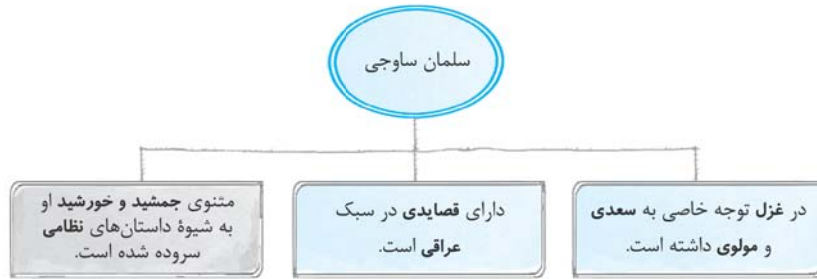 سلمان ساوجی
در غزل توجه خاصی به سعدی
و مولوی داشته است.
دارای قصایدی در سبک
عراقی است.
متنوی جمشید و خورشید او
به شیوهٔ داستان‌های نظامی
سروده شده است.